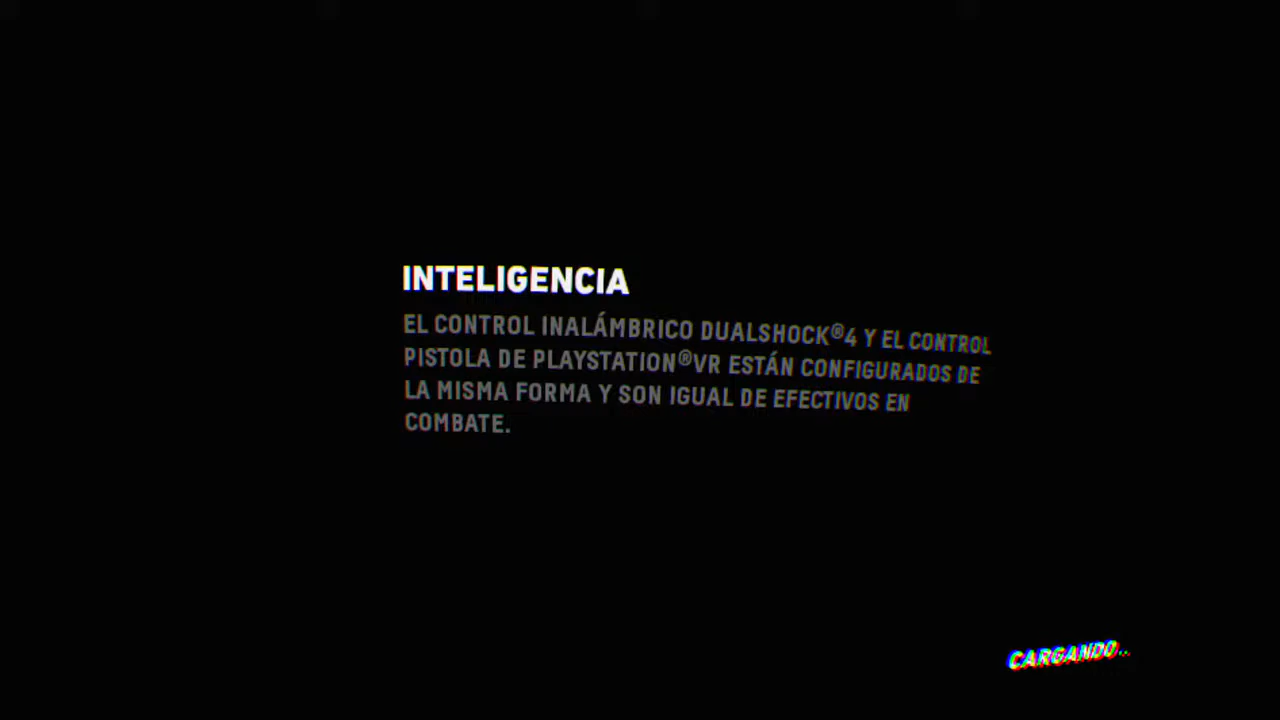 INTELIGENCIA
EL CONTROL INALÁMBRICO DUALSHOCK®4 Y EL CONTROL
PISTOLA DE PLAYSTATION®VR ESTÁN CONFIGURADOS DE
LA MISMA FORMA Y SON IGUAL DE EFECTIVOS EN
COMBATE.
CARGANDO..